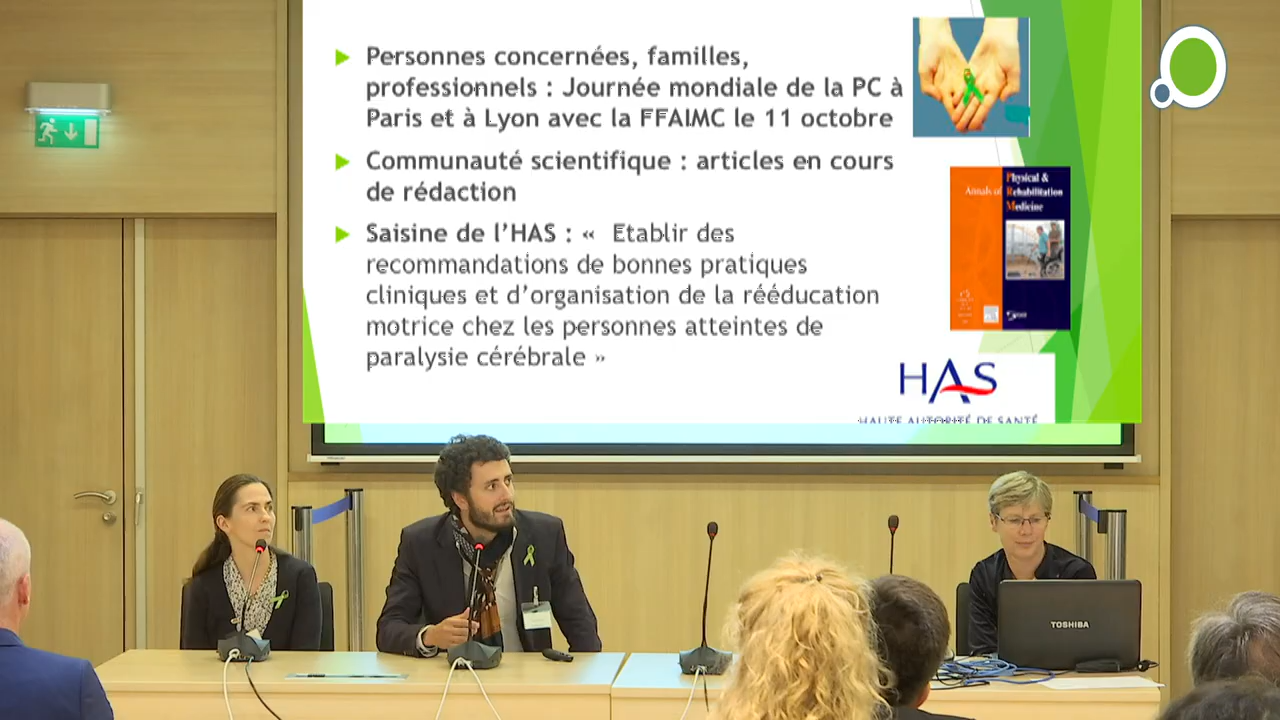 Personnes concernées, familles,
professionnels : Journée mondiale de la PC à
Paris et à Lyon avec la FFAIMC le 11 octobre
Communauté scientifique : articles en cours
de rédaction
Saisine de l'HAS : « Etablir des
recommandations de bonnes pratiques
cliniques et d'organisation de la rééducation
motrice chez les personnes atteintes de
paralysie cérébrale »
Annals of
Physical &
Rehabilitation
Medicine
HAS
HAUTE AUTORITÉ DE SANTÉ
TOSHIBA